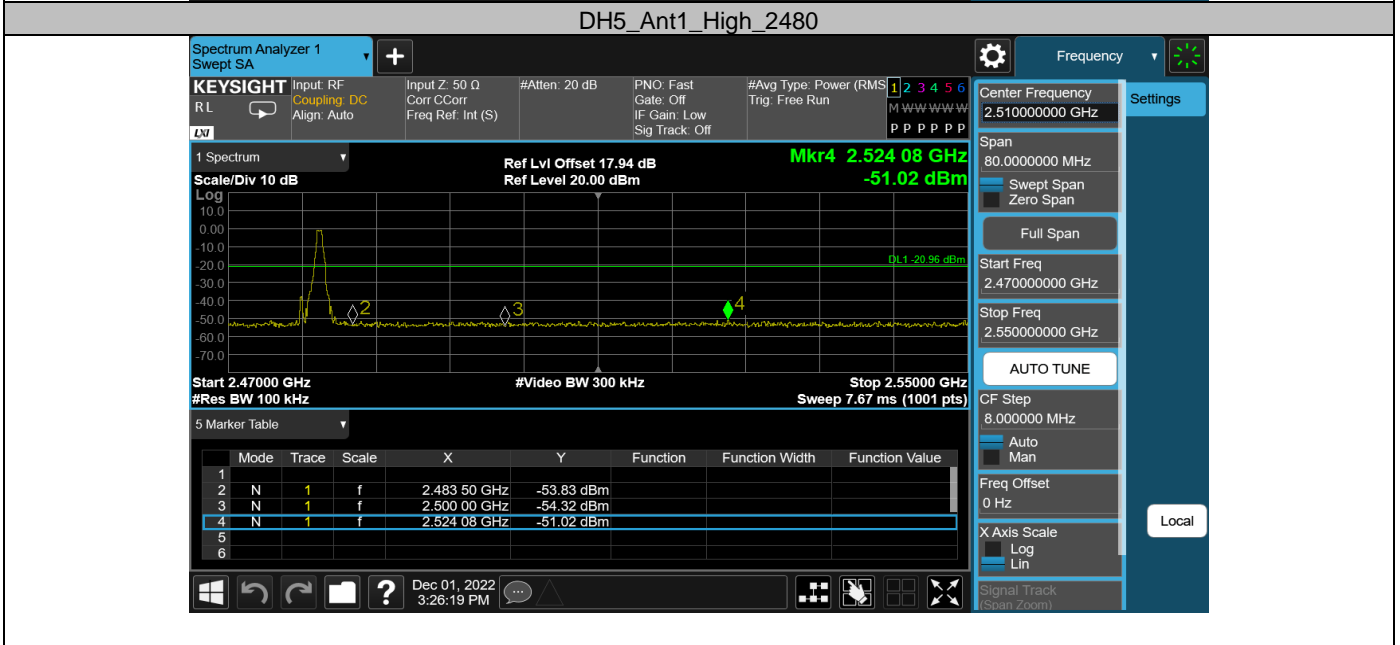 DH5_Ant1_High_2480
Spectrum Analyzer 1
Swept SA
+
Frequency
KEYSIGHT
R L
LXI
Input: RF
Coupling: DC
Align: Auto
Input Z: 50 Ω
Corr CCorr
Freq Ref: Int (S)
#Atten: 20 dB
PNO: Fast
Gate: Off
IF Gain: Low
Sig Track: Off
#Avg Type: Power (RMS
Trig: Free Run
1 2 3 4 5 6
M W W W W W
P P P P P P
1 Spectrum
Scale/Div 10 dB
Ref Lvl Offset 17.94 dB
Ref Level 20.00 dBm
Mkr4 2.524 08 GHz
-51.02 dBm
Log
10.0
0.00
-10.0
-20.0
-30.0
-40.0
-50.0
-60.0
-70.0
DL1 -20.96 dBm
2
3
4
Start 2.47000 GHz
#Res BW 100 kHz
#Video BW 300 kHz
Stop 2.55000 GHz
Sweep 7.67 ms (1001 pts)
5 Marker Table
Mode Trace Scale X Y Function Function Width Function Value
1
2 N 1 f 2.483 50 GHz -53.83 dBm
3 N 1 f 2.500 00 GHz -54.32 dBm
4 N 1 f 2.524 08 GHz -51.02 dBm
5
6
?
Dec 01, 2022
3:26:19 PM
Center Frequency
2.510000000 GHz
Settings
Span
80.0000000 MHz
Swept Span
Zero Span
Full Span
Start Freq
2.470000000 GHz
Stop Freq
2.550000000 GHz
AUTO TUNE
CF Step
8.000000 MHz
Auto
Man
Freq Offset
0 Hz
Local
X Axis Scale
Log
Lin
Signal Track
(Span Zoom)